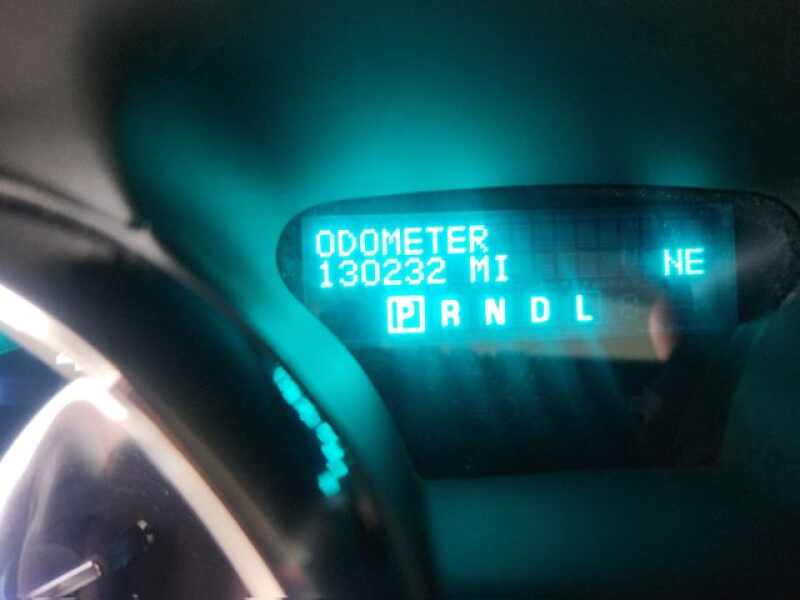 ODOMETER
130232 MI NE
P R N D L